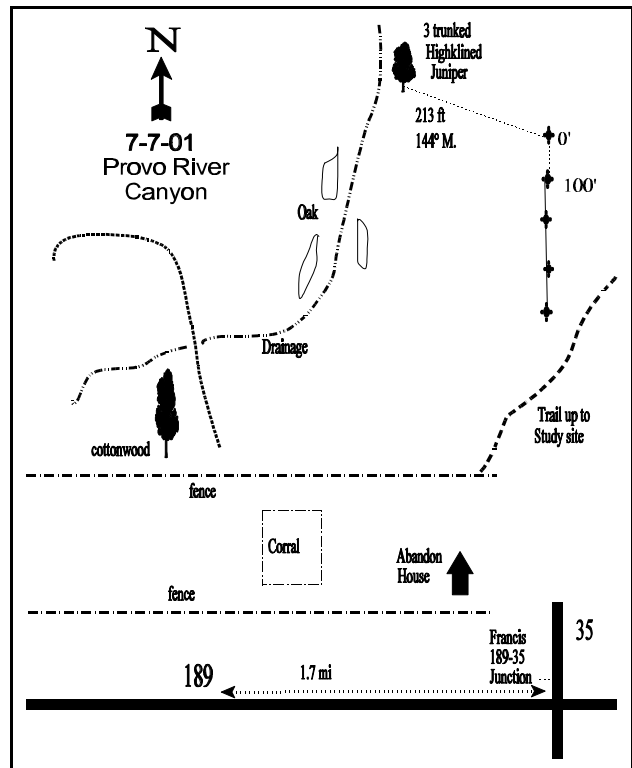 N
7-7-01
Provo River
Canyon
3 trunked
Highklined
Juniper
213 ft
144º M.
0'
100'
Oak
Drainage
cottonwood
Trail up to
Study site
fence
Corral
Abandon
House
fence
Francis
189-35
Junction
35
189
1.7 mi